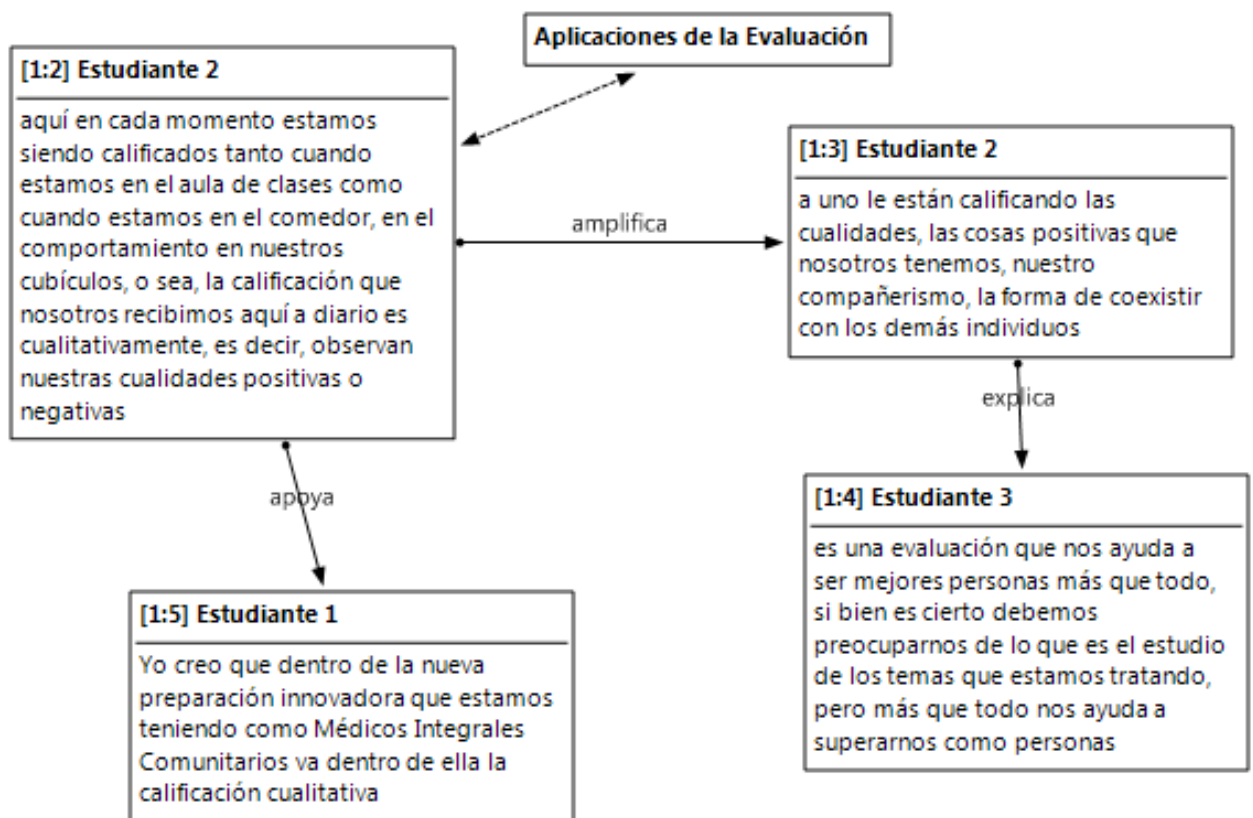 Aplicaciones de la Evaluación
[1:2] Estudiante 2
aquí en cada momento estamos
siendo calificados tanto cuando
estamos en el aula de clases como
cuando estamos en el comedor, en el
comportamiento en nuestros
cubículos, o sea, la calificación que
nosotros recibimos aquí a diario es
cualitativamente, es decir, observan
nuestras cualidades positivas o
negativas
amplifica
[1:3] Estudiante 2
a uno le están calificando las
cualidades, las cosas positivas que
nosotros tenemos, nuestro
compañerismo, la forma de coexistir
con los demás individuos
explica
[1:4] Estudiante 3
es una evaluación que nos ayuda a
ser mejores personas más que todo,
si bien es cierto debemos
preocuparnos de lo que es el estudio
de los temas que estamos tratando,
pero más que todo nos ayuda a
superarnos como personas
apoya
[1:5] Estudiante 1
Yo creo que dentro de la nueva
preparación innovadora que estamos
teniendo como Médicos Integrales
Comunitarios va dentro de ella la
calificación cualitativa